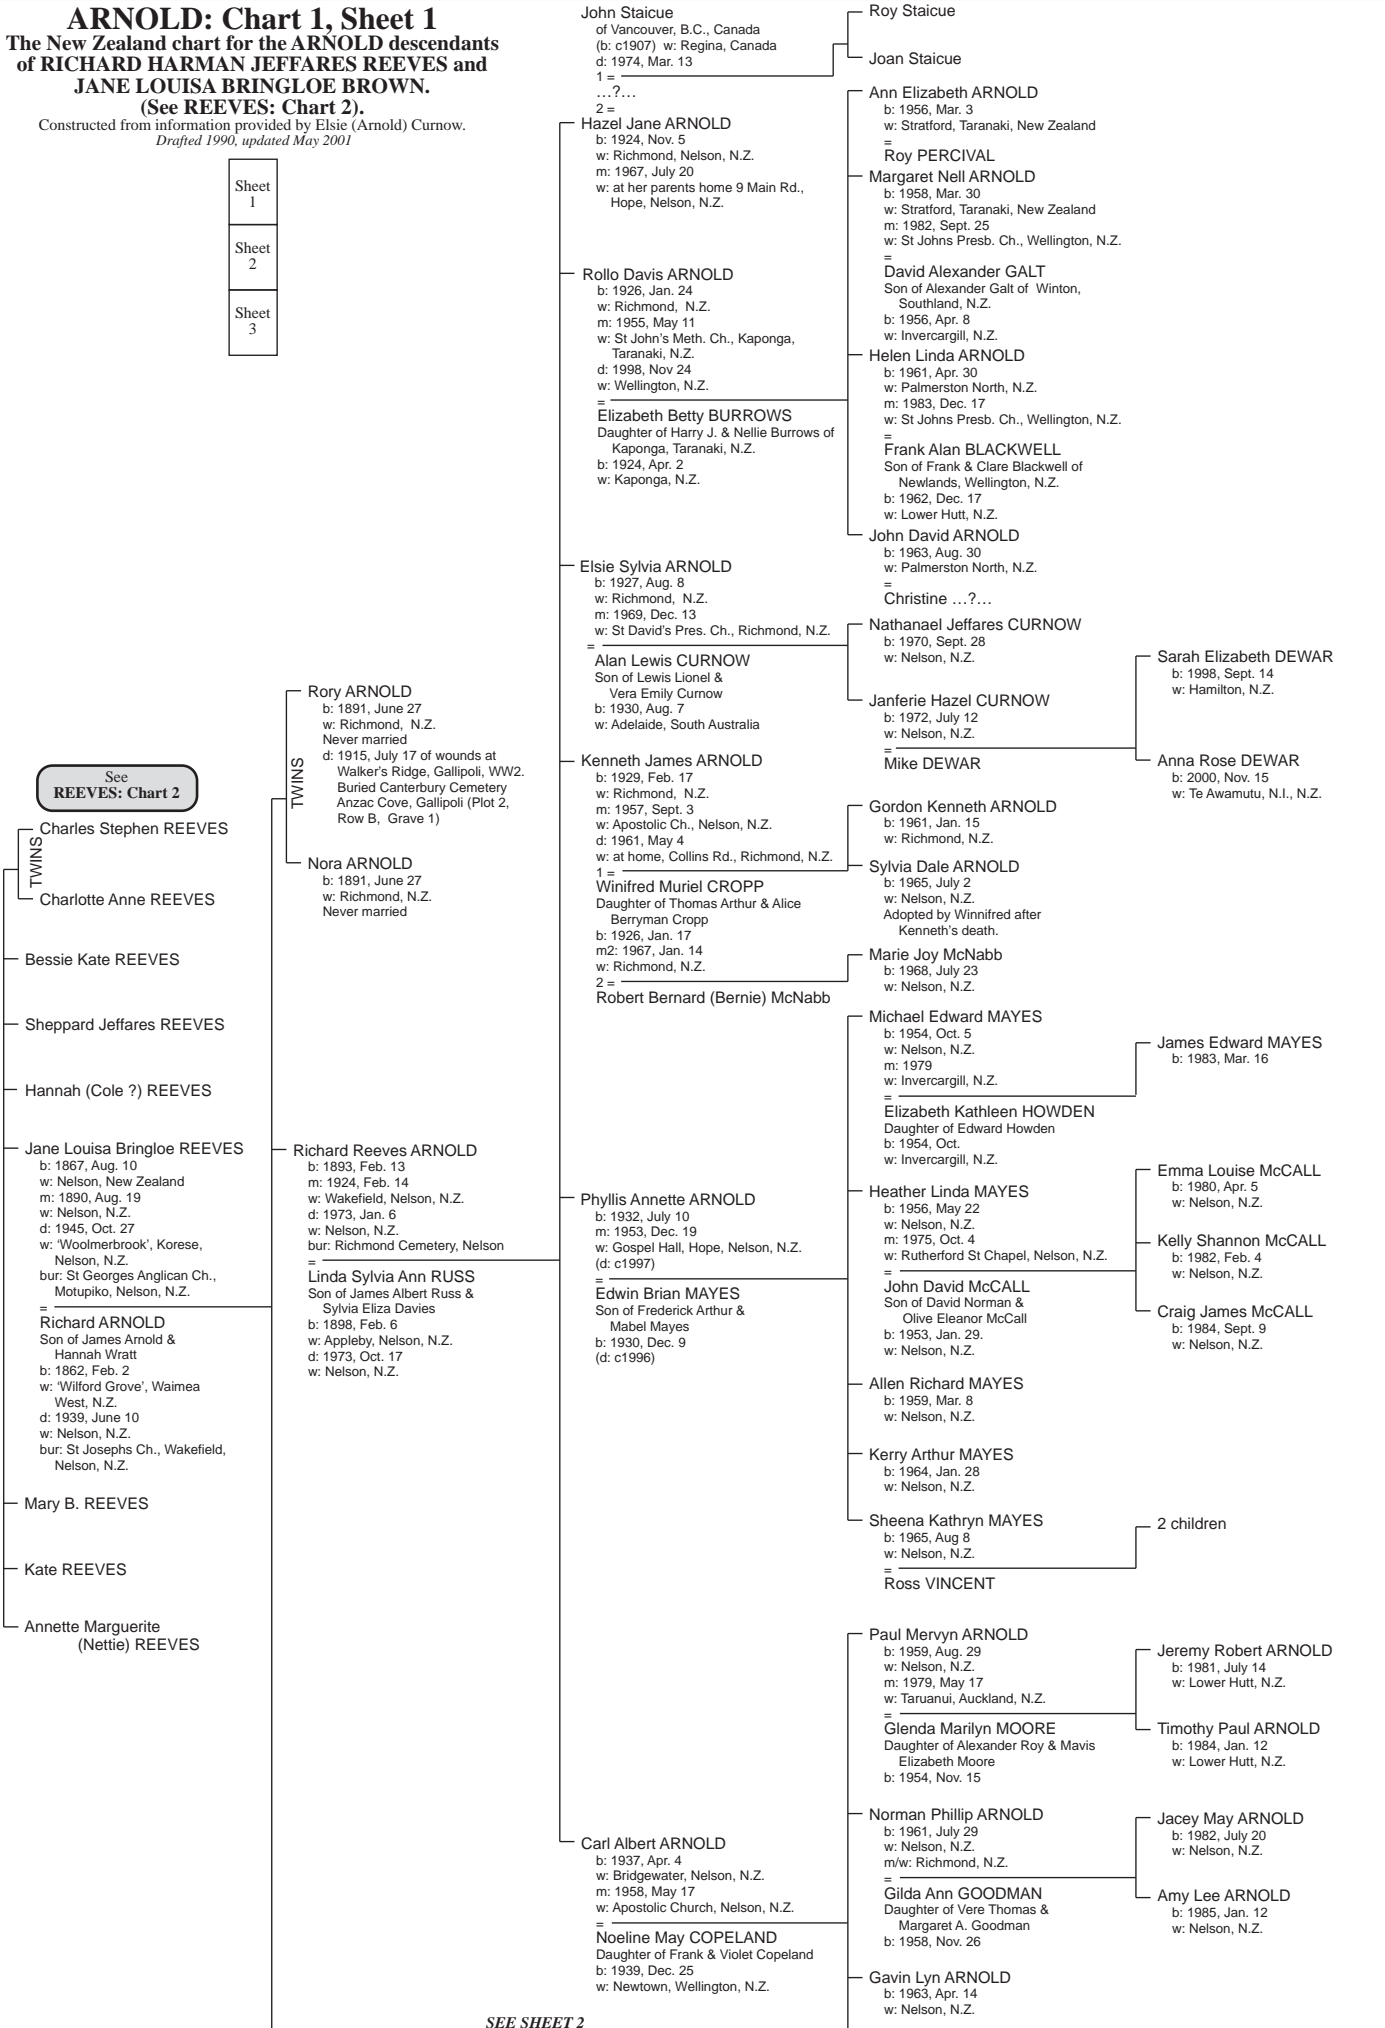 ARNOLD: Chart 1, Sheet 1
The New Zealand chart for the ARNOLD descendants
of RICHARD HARMAN JEFFARES REEVES and
JANE LOUISA BRINGLOE BROWN.
(See REEVES: Chart 2).
Constructed from information provided by Elsie (Arnold) Curnow.
Drafted 1990, updated May 2001
Sheet
1
Sheet
2
Sheet
3
See
REEVES: Chart 2
TWINS
Charles Stephen REEVES
Charlotte Anne REEVES
Bessie Kate REEVES
Sheppard Jeffares REEVES
Hannah (Cole ?) REEVES
Jane Louisa Bringloe REEVES
b: 1867, Aug. 10
w: Nelson, New Zealand
m: 1890, Aug. 19
w: Nelson, N.Z.
d: 1945, Oct. 27
w: ‘Woolmerbrook’, Korese,
Nelson, N.Z.
bur: St Georges Anglican Ch.,
Motupiko, Nelson, N.Z.
=
Richard ARNOLD
Son of James Arnold &
Hannah Wratt
b: 1862, Feb. 2
w: ‘Wilford Grove’, Waimea
West, N.Z.
d: 1939, June 10
w: Nelson, N.Z.
bur: St Josephs Ch., Wakefield,
Nelson, N.Z.
Mary B. REEVES
Kate REEVES
Annette Marguerite
(Nettie) REEVES
TWINS
Rory ARNOLD
b: 1891, June 27
w: Richmond, N.Z.
Never married
d: 1915, July 17 of wounds at
Walker’s Ridge, Gallipoli, WW2.
Buried Canterbury Cemetery
Anzac Cove, Gallipoli (Plot 2,
Row B, Grave 1)
Nora ARNOLD
b: 1891, June 27
w: Richmond, N.Z.
Never married
Richard Reeves ARNOLD
b: 1893, Feb. 13
m: 1924, Feb. 14
w: Wakefield, Nelson, N.Z.
d: 1973, Jan. 6
w: Nelson, N.Z.
bur: Richmond Cemetery, Nelson
=
Linda Sylvia Ann RUSS
Son of James Albert Russ &
Sylvia Eliza Davies
b: 1898, Feb. 6
w: Appleby, Nelson, N.Z.
d: 1973, Oct. 17
w: Nelson, N.Z.
John Staicue
of Vancouver, B.C., Canada
(b: c1907) w: Regina, Canada
d: 1974, Mar. 13
1 =
…?…
2 =
Hazel Jane ARNOLD
b: 1924, Nov. 5
w: Richmond, Nelson, N.Z.
m: 1967, July 20
w: at her parents home 9 Main Rd.,
Hope, Nelson, N.Z.
Rollo Davis ARNOLD
b: 1926, Jan. 24
w: Richmond, N.Z.
m: 1955, May 11
w: St John’s Meth. Ch., Kaponga,
Taranaki, N.Z.
d: 1998, Nov 24
w: Wellington, N.Z.
=
Elizabeth Betty BURROWS
Daughter of Harry J. & Nellie Burrows of
Kaponga, Taranaki, N.Z.
b: 1924, Apr. 2
w: Kaponga, N.Z.
Elsie Sylvia ARNOLD
b: 1927, Aug. 8
w: Richmond, N.Z.
m: 1969, Dec. 13
w: St David’s Pres. Ch., Richmond, N.Z.
=
Alan Lewis CURNOW
Son of Lewis Lionel &
Vera Emily Curnow
b: 1930, Aug. 7
w: Adelaide, South Australia
Kenneth James ARNOLD
b: 1929, Feb. 17
w: Richmond, N.Z.
m: 1957, Sept. 3
w: Apostolic Ch., Nelson, N.Z.
d: 1961, May 4
w: at home, Collins Rd., Richmond, N.Z.
1 =
Winifred Muriel CROPP
Daughter of Thomas Arthur & Alice
Berryman Cropp
b: 1926, Jan. 17
m2: 1967, Jan. 14
w: Richmond, N.Z.
2 =
Robert Bernard (Bernie) McNabb
Phyllis Annette ARNOLD
b: 1932, July 10
m: 1953, Dec. 19
w: Gospel Hall, Hope, Nelson, N.Z.
(d: c1997)
=
Edwin Brian MAYES
Son of Frederick Arthur &
Mabel Mayes
b: 1930, Dec. 9
(d: c1996)
Carl Albert ARNOLD
b: 1937, Apr. 4
w: Bridgewater, Nelson, N.Z.
m: 1958, May 17
w: Apostolic Church, Nelson, N.Z.
=
Noeline May COPELAND
Daughter of Frank & Violet Copeland
b: 1939, Dec. 25
w: Newtown, Wellington, N.Z.
Roy Staicue
Joan Staicue
Ann Elizabeth ARNOLD
b: 1956, Mar. 3
w: Stratford, Taranaki, New Zealand
=
Roy PERCIVAL
Margaret Nell ARNOLD
b: 1958, Mar. 30
w: Stratford, Taranaki, New Zealand
m: 1982, Sept. 25
w: St Johns Presb. Ch., Wellington, N.Z.
=
David Alexander GALT
Son of Alexander Galt of Winton,
Southland, N.Z.
b: 1956, Apr. 8
w: Invercargill, N.Z.
Helen Linda ARNOLD
b: 1961, Apr. 30
w: Palmerston North, N.Z.
m: 1983, Dec. 17
w: St Johns Presb. Ch., Wellington, N.Z.
=
Frank Alan BLACKWELL
Son of Frank & Clare Blackwell of
Newlands, Wellington, N.Z.
b: 1962, Dec. 17
w: Lower Hutt, N.Z.
John David ARNOLD
b: 1963, Aug. 30
w: Palmerston North, N.Z.
=
Christine …?…
Nathanael Jeffares CURNOW
b: 1970, Sept. 28
w: Nelson, N.Z.
Janferie Hazel CURNOW
b: 1972, July 12
w: Nelson, N.Z.
=
Mike DEWAR
Gordon Kenneth ARNOLD
b: 1961, Jan. 15
w: Richmond, N.Z.
Sylvia Dale ARNOLD
b: 1965, July 2
w: Nelson, N.Z.
Adopted by Winnifred after
Kenneth’s death.
Marie Joy McNabb
b: 1968, July 23
w: Nelson, N.Z.
Michael Edward MAYES
b: 1954, Oct. 5
w: Nelson, N.Z.
m: 1979
w: Invercargill, N.Z.
=
Elizabeth Kathleen HOWDEN
Daughter of Edward Howden
b: 1954, Oct.
w: Invercargill, N.Z.
Heather Linda MAYES
b: 1956, May 22
w: Nelson, N.Z.
m: 1975, Oct. 4
w: Rutherford St Chapel, Nelson, N.Z.
=
John David McCALL
Son of David Norman &
Olive Eleanor McCall
b: 1953, Jan. 29.
w: Nelson, N.Z.
Allen Richard MAYES
b: 1959, Mar. 8
w: Nelson, N.Z.
Kerry Arthur MAYES
b: 1964, Jan. 28
w: Nelson, N.Z.
Sheena Kathryn MAYES
b: 1965, Aug 8
w: Nelson, N.Z.
=
Ross VINCENT
Paul Mervyn ARNOLD
b: 1959, Aug. 29
w: Nelson, N.Z.
m: 1979, May 17
w: Taruanui, Auckland, N.Z.
=
Glenda Marilyn MOORE
Daughter of Alexander Roy & Mavis
Elizabeth Moore
b: 1954, Nov. 15
Norman Phillip ARNOLD
b: 1961, July 29
w: Nelson, N.Z.
m/w: Richmond, N.Z.
=
Gilda Ann GOODMAN
Daughter of Vere Thomas &
Margaret A. Goodman
b: 1958, Nov. 26
Gavin Lyn ARNOLD
b: 1963, Apr. 14
w: Nelson, N.Z.
Sarah Elizabeth DEWAR
b: 1998, Sept. 14
w: Hamilton, N.Z.
Anna Rose DEWAR
b: 2000, Nov. 15
w: Te Awamutu, N.I., N.Z.
James Edward MAYES
b: 1983, Mar. 16
Emma Louise McCALL
b: 1980, Apr. 5
w: Nelson, N.Z.
Kelly Shannon McCALL
b: 1982, Feb. 4
w: Nelson, N.Z.
Craig James McCALL
b: 1984, Sept. 9
w: Nelson, N.Z.
2 children
Jeremy Robert ARNOLD
b: 1981, July 14
w: Lower Hutt, N.Z.
Timothy Paul ARNOLD
b: 1984, Jan. 12
w: Lower Hutt, N.Z.
Jacey May ARNOLD
b: 1982, July 20
w: Nelson, N.Z.
Amy Lee ARNOLD
b: 1985, Jan. 12
w: Nelson, N.Z.
SEE SHEET 2